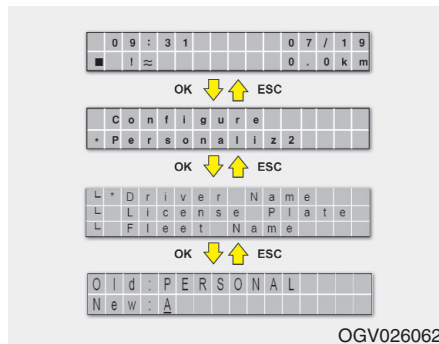 09:31 07/19
■ !≈ 0.0km
OK ESC
Configure
* Personaliz2
OK ESC
└ * Driver Name
└ License Plate
└ Fleet Name
OK ESC
Old:PERSONAL
New:A
OGV026062